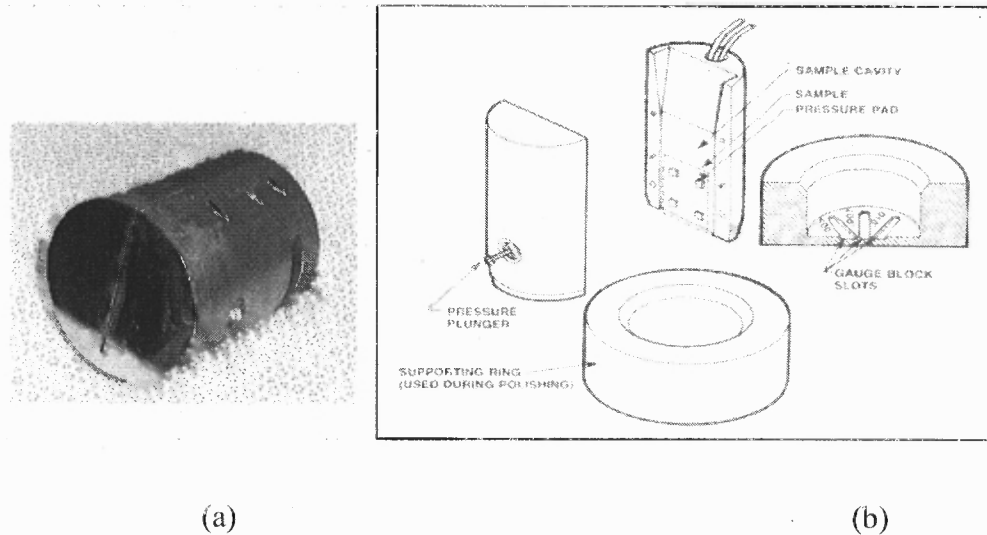 SAMPLE CAVITY
SAMPLE
PRESSURE PAD
GAUGE BLOCK
SLOTS
PRESSURE
PLUNGER
SUPPORTING RING
(USED DURING POLISHING)
(a)
(b)